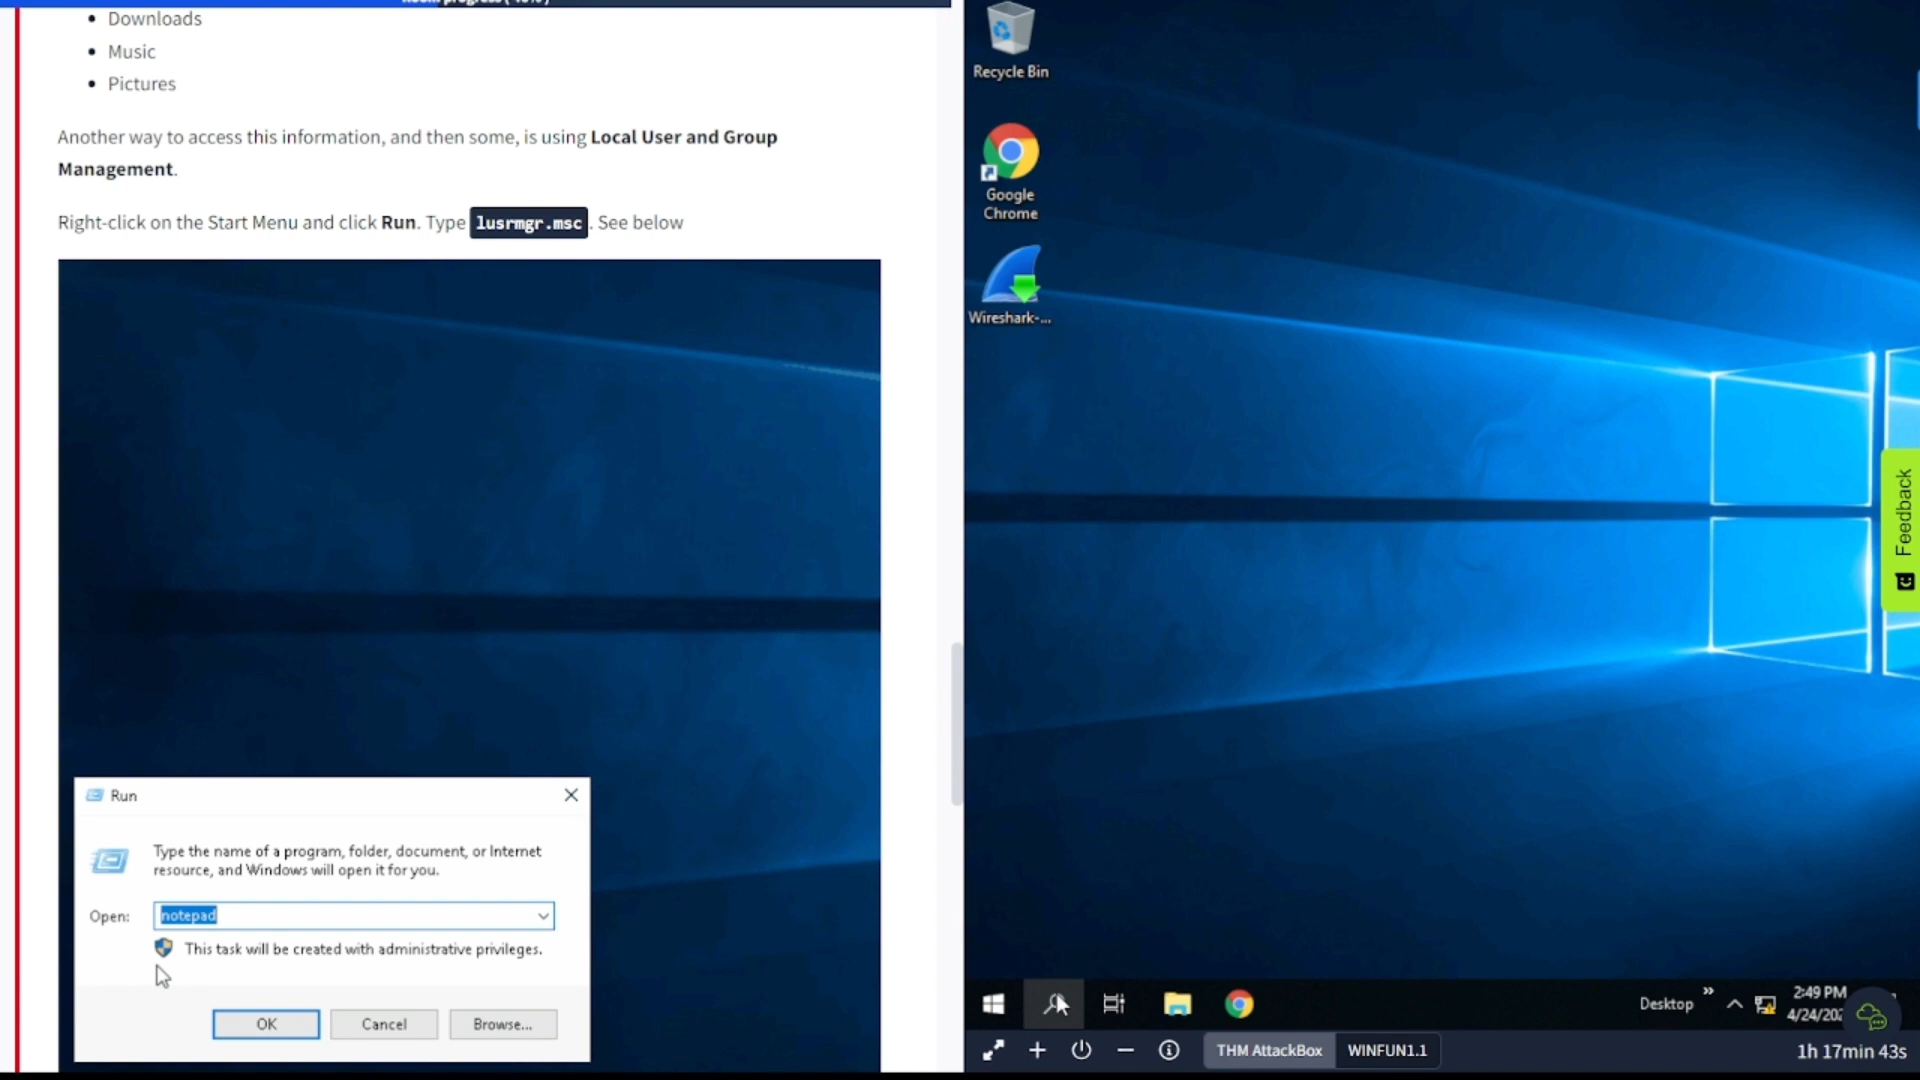 Downloads
Music
Pictures
Another way to access this information, and then some, is using Local User and Group
Management.
Right-click on the Start Menu and click Run. Type lusrmgr.msc. See below
Run
Type the name of a program, folder, document, or Internet
resource, and Windows will open it for you.
Open: notepad
This task will be created with administrative privileges.
OK Cancel Browse...
Recycle Bin
Google
Chrome
Wireshark-...
Feedback
Desktop
2:49 PM
THM AttackBox WINFUN1.1
1h 17min 43s